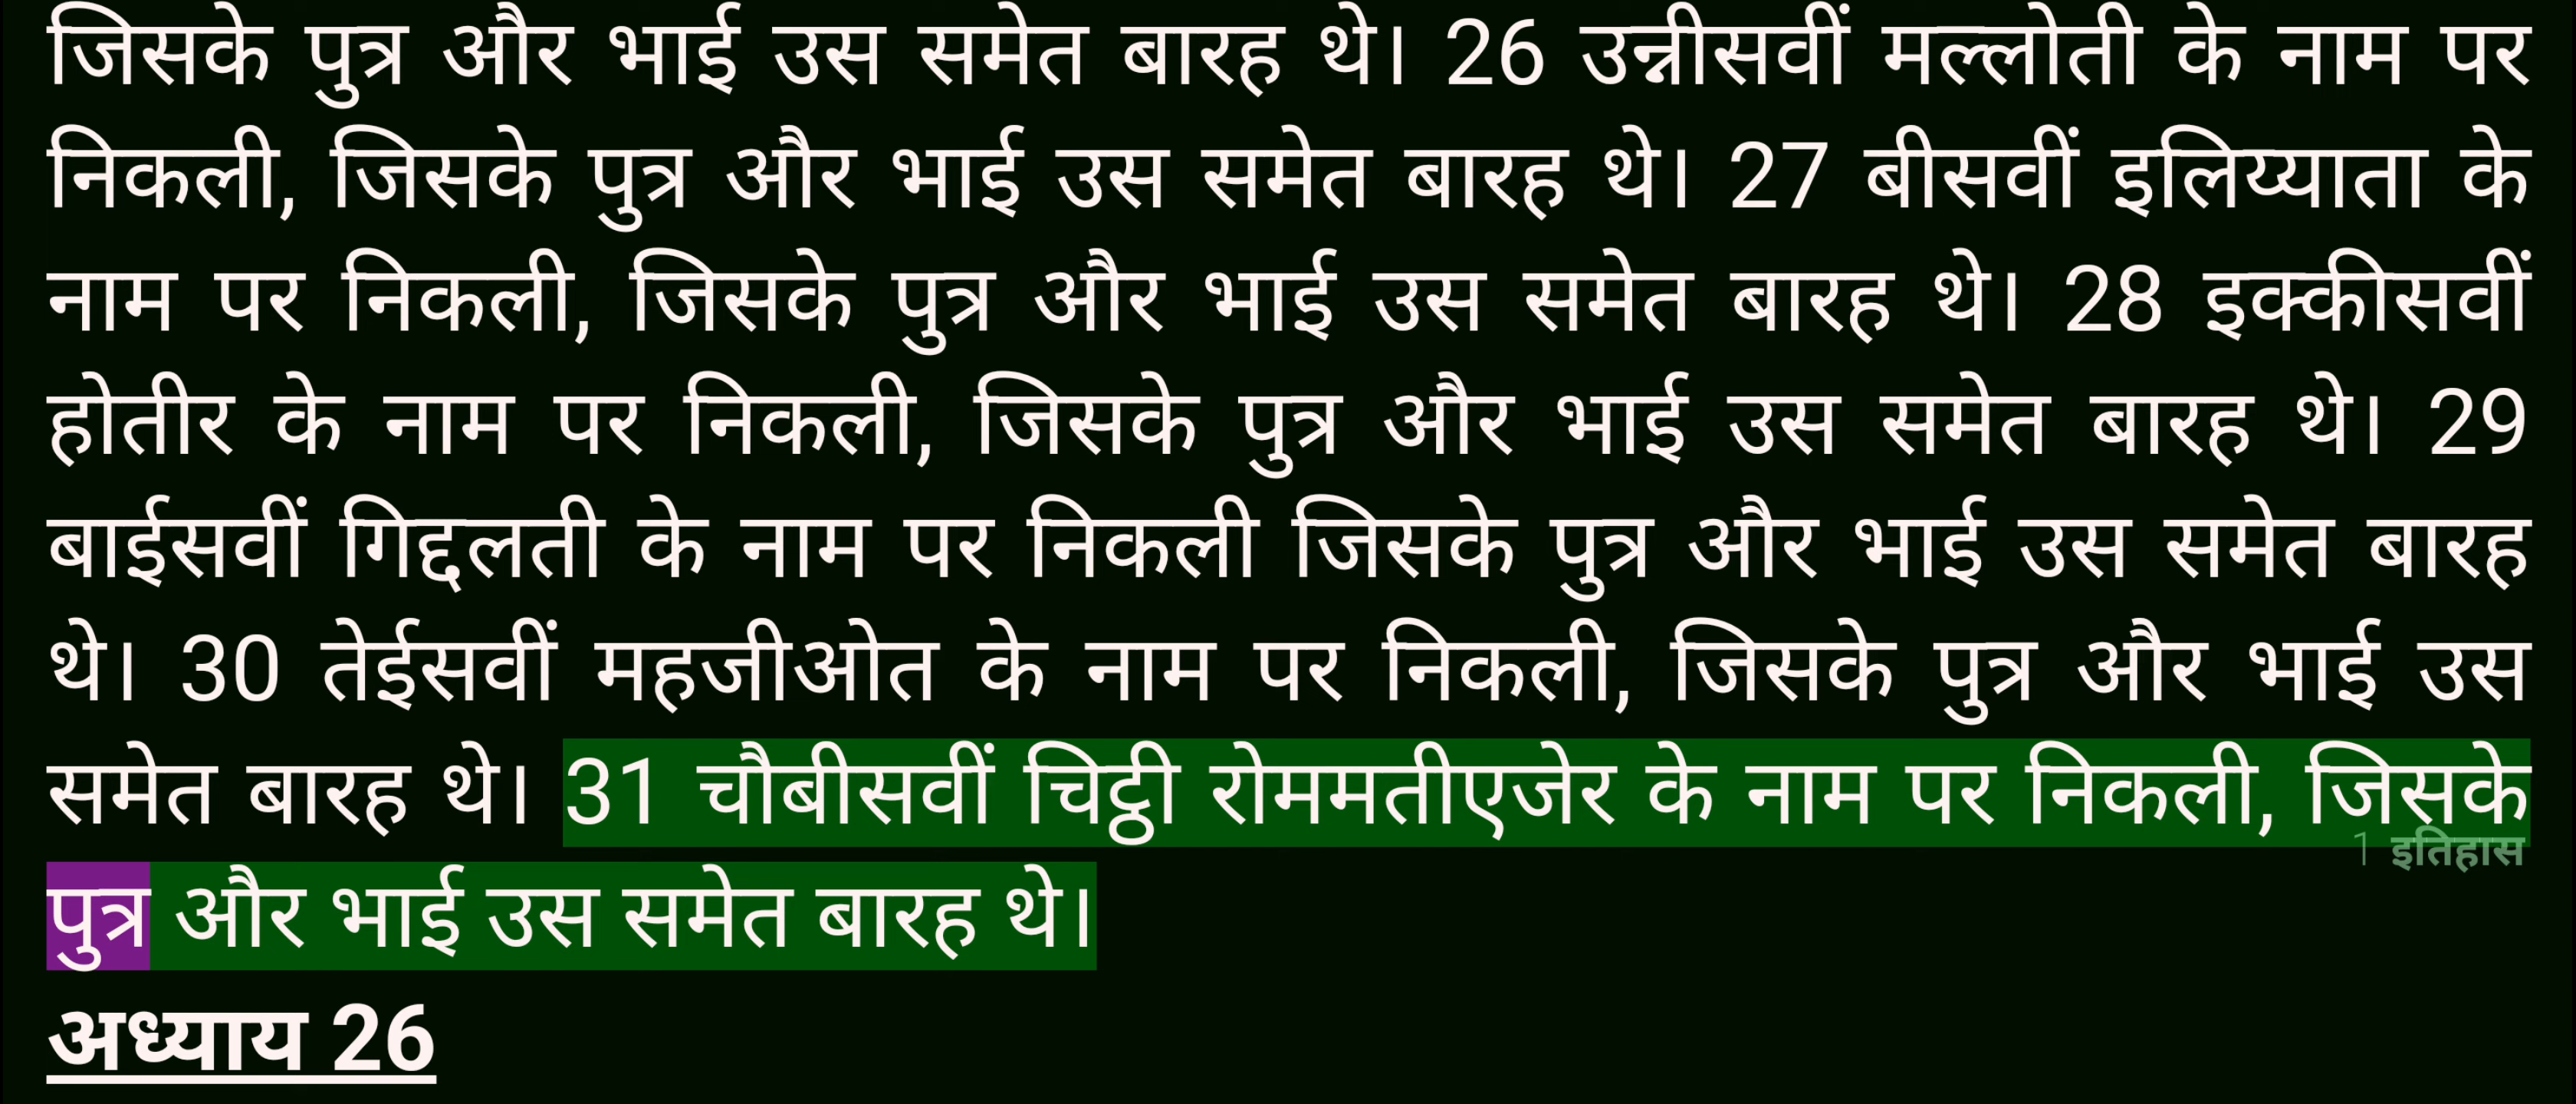 जिसके पुत्र और भाई उस समेत बारह थे। 26 उन्नीसवीं मल्लोती के नाम पर
निकली, जिसके पुत्र और भाई उस समेत बारह थे। 27 बीसवीं इलिय्याता के
नाम पर निकली, जिसके पुत्र और भाई उस समेत बारह थे। 28 इक्कीसवीं
होतीर के नाम पर निकली, जिसके पुत्र और भाई उस समेत बारह थे। 29
बाईसवीं गिद्दलती के नाम पर निकली जिसके पुत्र और भाई उस समेत बारह
थे। 30 तेईसवीं महजीओत के नाम पर निकली, जिसके पुत्र और भाई उस
समेत बारह थे। 31 चौबीसवीं चिट्ठी रोममतीएजेर के नाम पर निकली, जिसके
1 इतिहास
पुत्र और भाई उस समेत बारह थे।
अध्याय 26